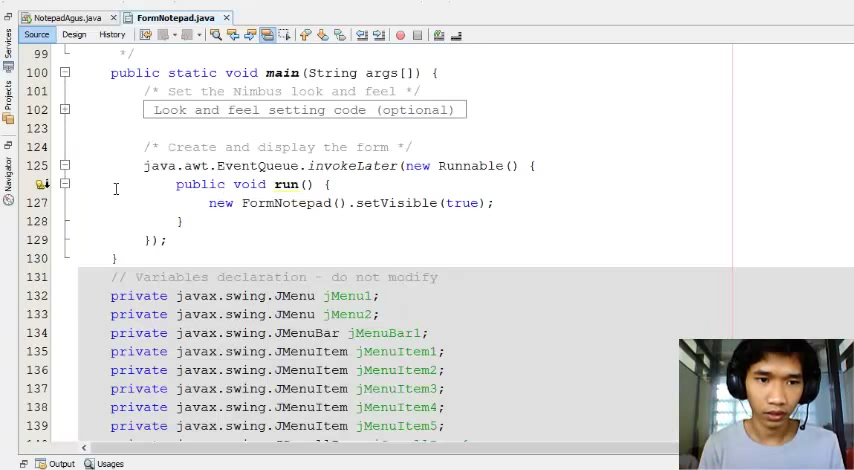 NotepadAgus.java
FormNotepad.java
Source
Design
History
Services
Projects
Navigator
99 */
100 public static void main(String args[]) {
101 /* Set the Nimbus look and feel */
102 Look and feel setting code (optional)
123
124 /* Create and display the form */
125 java.awt.EventQueue.invokeLater(new Runnable() {
public void run() {
127 new FormNotepad().setVisible(true);
128 }
129 });
130 }
131 // Variables declaration - do not modify
132 private javax.swing.JMenu jMenu1;
133 private javax.swing.JMenu jMenu2;
134 private javax.swing.JMenuBar jMenuBar1;
135 private javax.swing.JMenuItem jMenuItem1;
136 private javax.swing.JMenuItem jMenuItem2;
137 private javax.swing.JMenuItem jMenuItem3;
138 private javax.swing.JMenuItem jMenuItem4;
139 private javax.swing.JMenuItem jMenuItem5;
Output
Usages